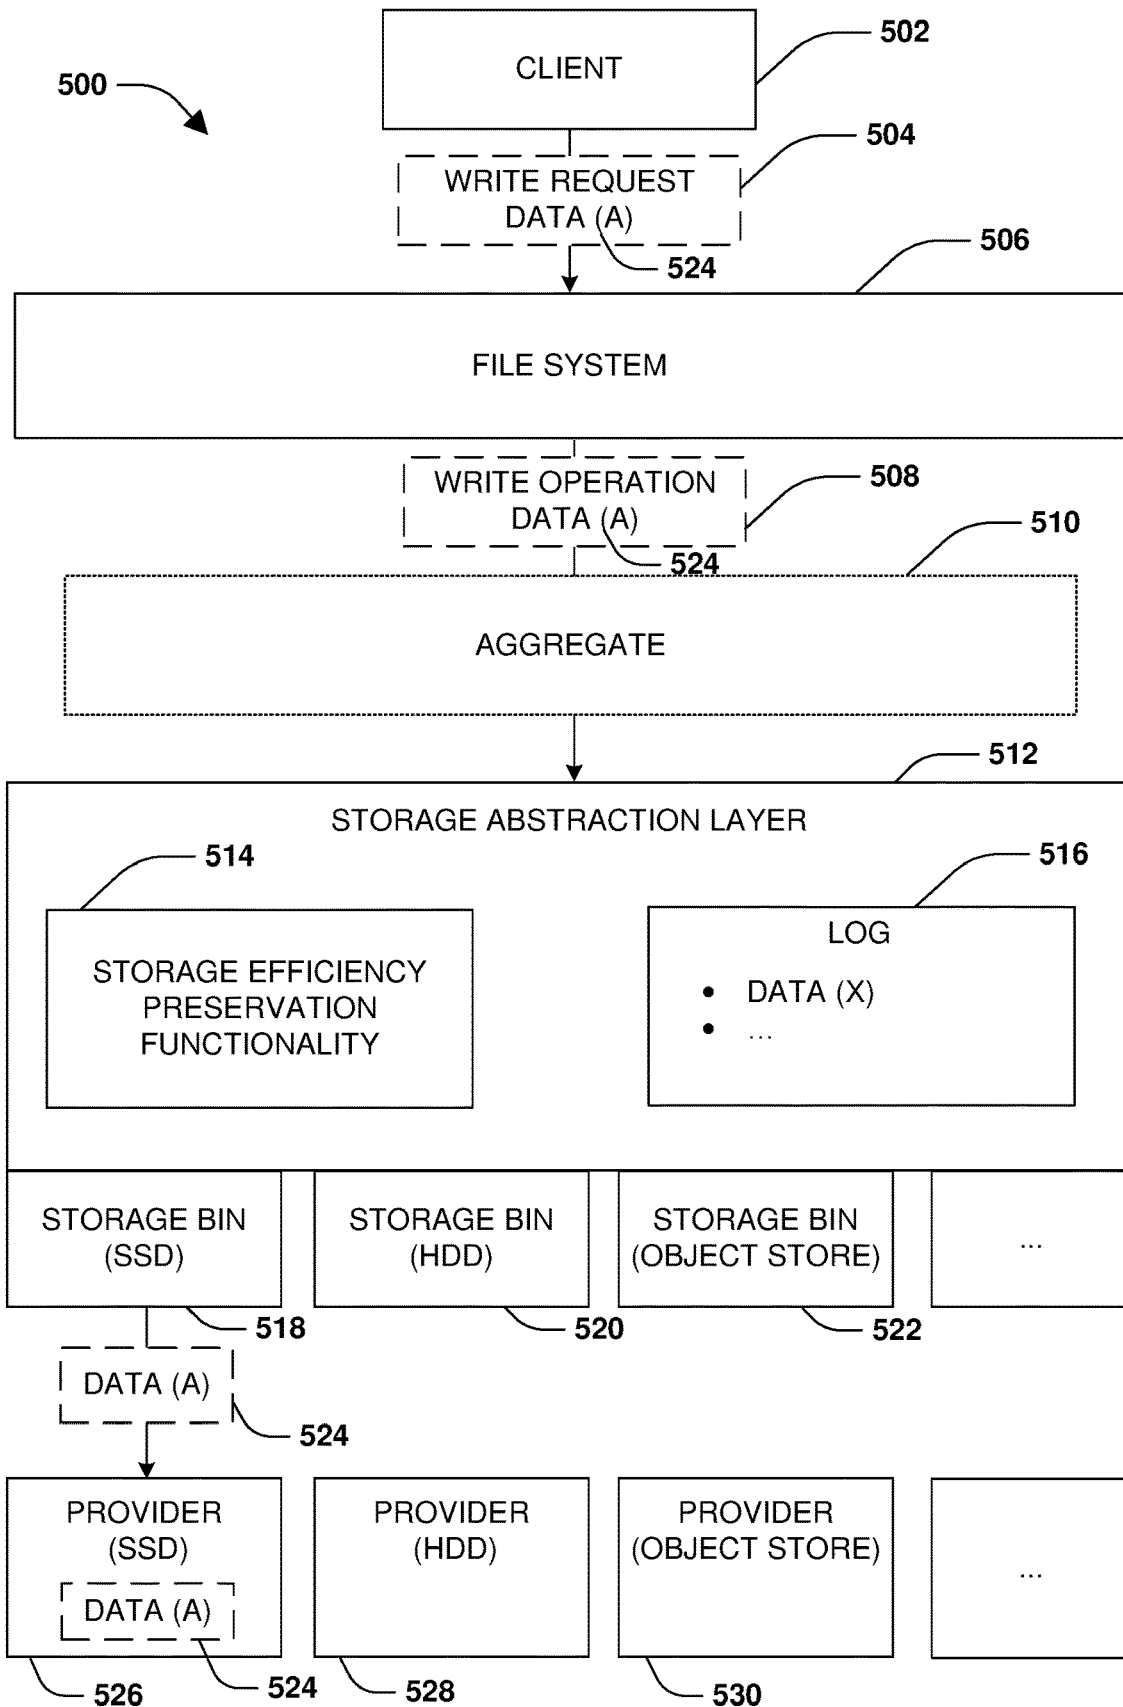 502
CLIENT
500
504
WRITE REQUEST
DATA (A)
524
506
FILE SYSTEM
508
WRITE OPERATION
DATA (A)
510
524
AGGREGATE
512
STORAGE ABSTRACTION LAYER
514
516
STORAGE EFFICIENCY
PRESERVATION
FUNCTIONALITY
LOG
• DATA (X)
• ...
STORAGE BIN
(SSD)
STORAGE BIN
(HDD)
STORAGE BIN
(OBJECT STORE)
...
518
520
522
DATA (A)
524
PROVIDER
(SSD)
DATA (A)
PROVIDER
(HDD)
PROVIDER
(OBJECT STORE)
...
526
524
528
530